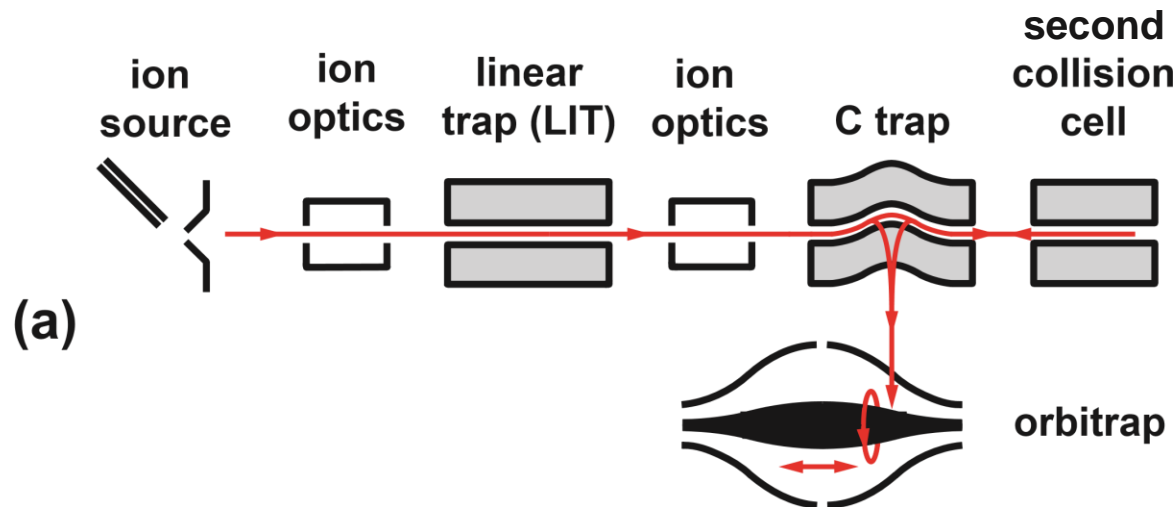 ion
source
ion
optics
linear
trap (LIT)
ion
optics
C trap
second
collision
cell
(a)
orbitrap